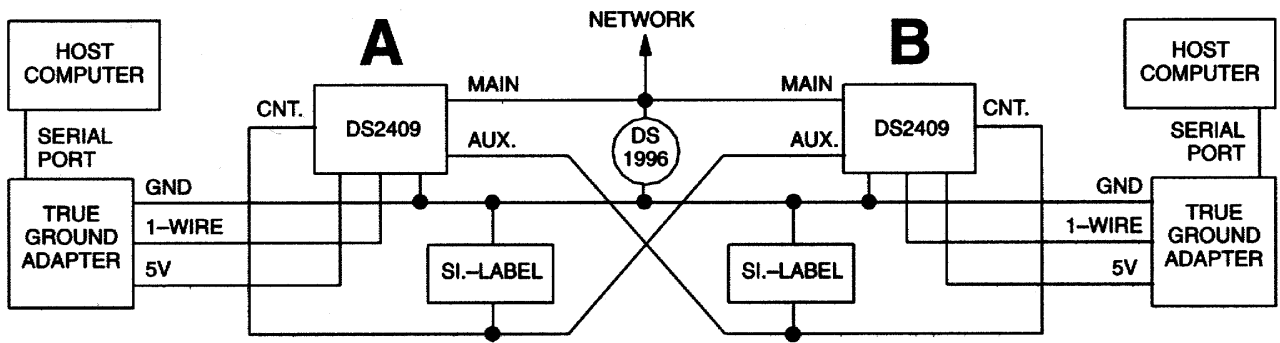 NETWORK
A
B
HOST
COMPUTER
HOST
COMPUTER
SERIAL
PORT
SERIAL
PORT
CNT.
DS2409
MAIN
AUX.
DS
1996
MAIN
AUX.
DS2409
CNT.
TRUE
GROUND
ADAPTER
GND
1–WIRE
5V
SI.–LABEL
SI.–LABEL
GND
1–WIRE
5V
TRUE
GROUND
ADAPTER